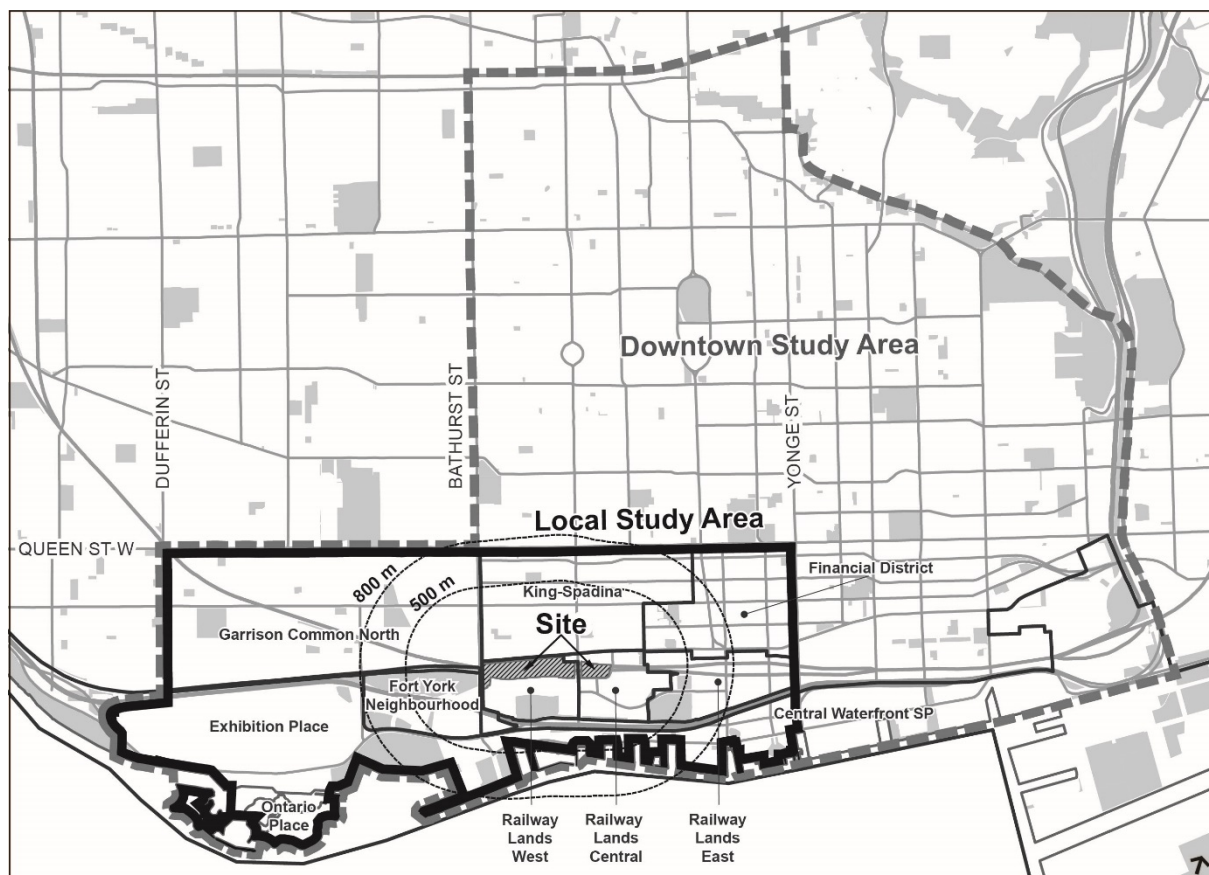 Downtown Study Area
DUFFERIN ST
BATHURST ST
YONGE ST
QUEEN ST W
Local Study Area
800 m
500 m
King-Spadina
Financial District
Site
Garrison Common North
Fort York
Neighbourhood
Exhibition Place
Central Waterfront SP
Ontario
Place
Railway
Lands
West
Railway
Lands
Central
Railway
Lands
East